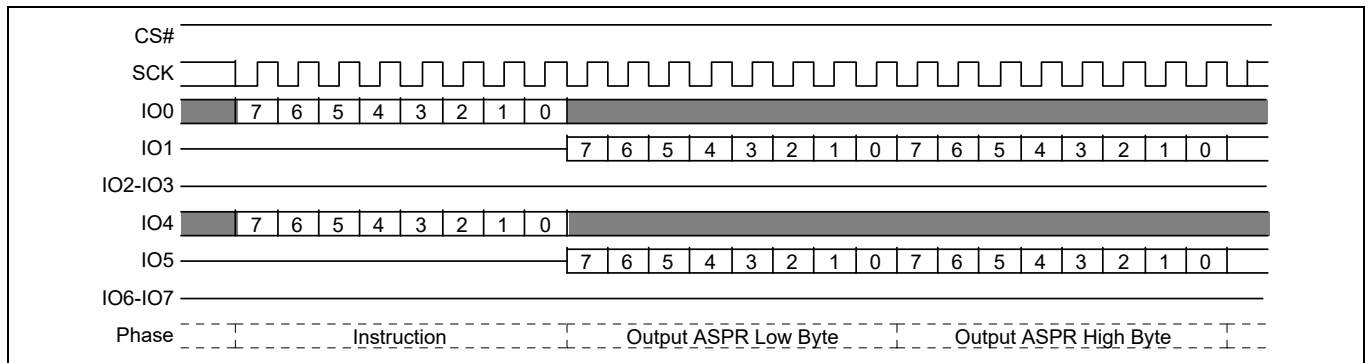 CS#
SCK
IO0 7 6 5 4 3 2 1 0
IO1 7 6 5 4 3 2 1 0 7 6 5 4 3 2 1 0
IO2-IO3
IO4 7 6 5 4 3 2 1 0
IO5 7 6 5 4 3 2 1 0 7 6 5 4 3 2 1 0
IO6-IO7
Phase Instruction Output ASPR Low Byte Output ASPR High Byte